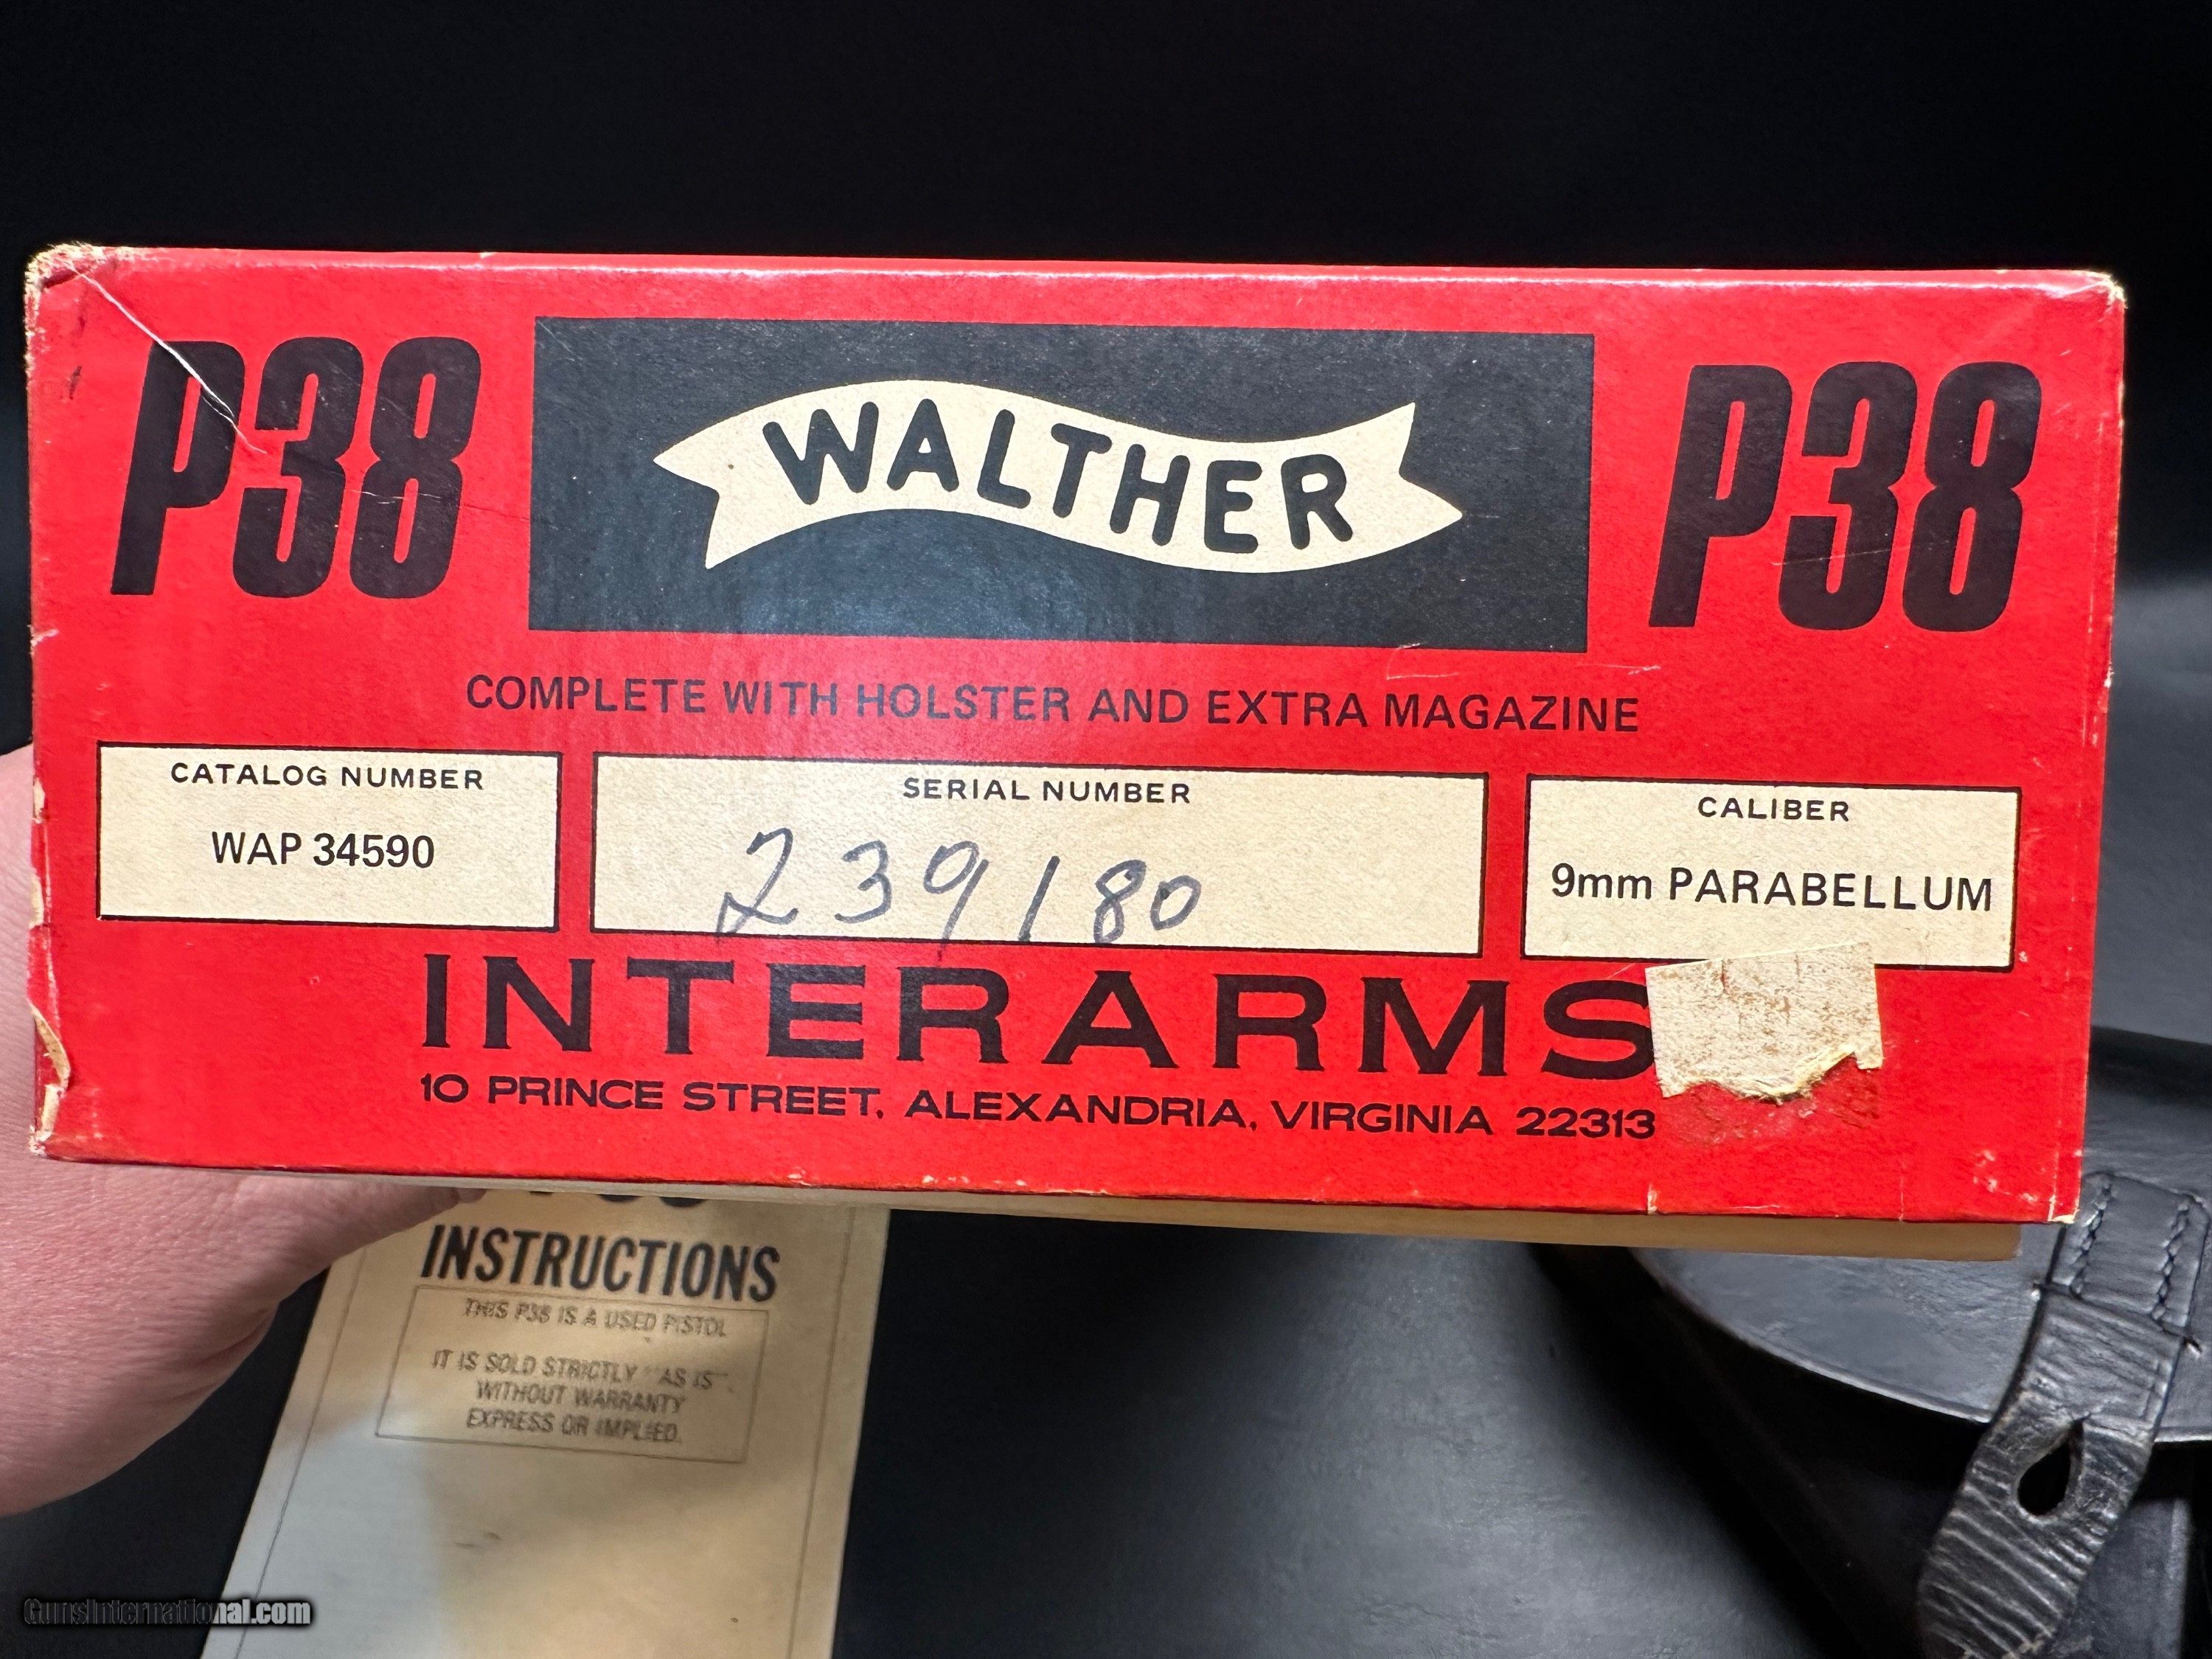 P38 WALTHER P38
COMPLETE WITH HOLSTER AND EXTRA MAGAZINE
CATALOG NUMBER
WAP 34590
SERIAL NUMBER
239180
CALIBER
9mm PARABELLUM
INTERARMS
10 PRINCE STREET, ALEXANDRIA, VIRGINIA 22313
INSTRUCTIONS
THIS P38 IS A USED PISTOL
IT IS SOLD STRICTLY "AS IS",
WITHOUT WARRANTY
EXPRESS OR IMPLIED.
GunsInternational.com